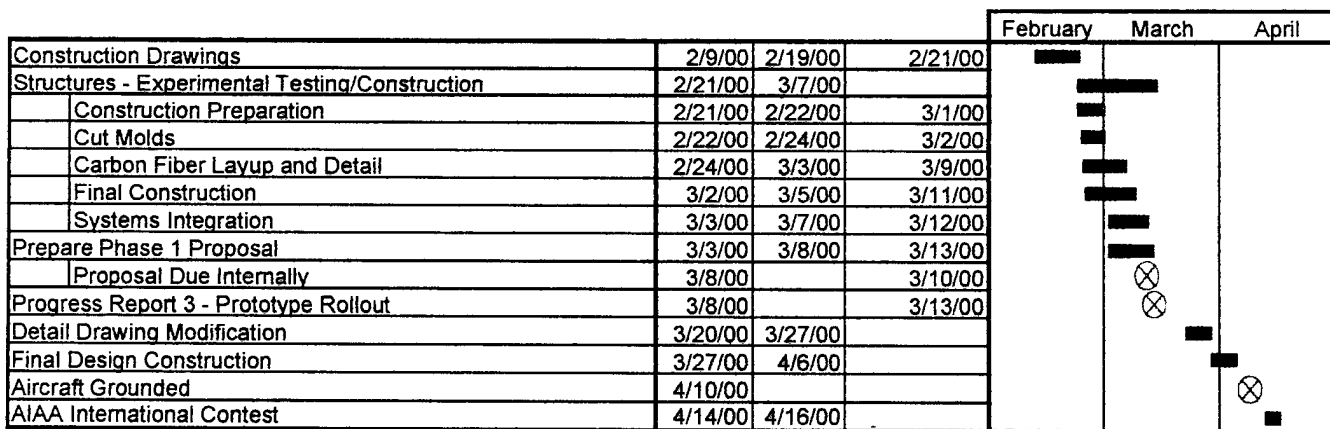 February March April
Construction Drawings 2/9/00 2/19/00 2/21/00
Structures - Experimental Testing/Construction 2/21/00 3/7/00
Construction Preparation 2/21/00 2/22/00 3/1/00
Cut Molds 2/22/00 2/24/00 3/2/00
Carbon Fiber Layup and Detail 2/24/00 3/3/00 3/9/00
Final Construction 3/2/00 3/5/00 3/11/00
Systems Integration 3/3/00 3/7/00 3/12/00
Prepare Phase 1 Proposal 3/3/00 3/8/00 3/13/00
Proposal Due Internally 3/8/00 3/10/00
Progress Report 3 - Prototype Rollout 3/8/00 3/13/00
Detail Drawing Modification 3/20/00 3/27/00
Final Design Construction 3/27/00 4/6/00
Aircraft Grounded 4/10/00
AIAA International Contest 4/14/00 4/16/00